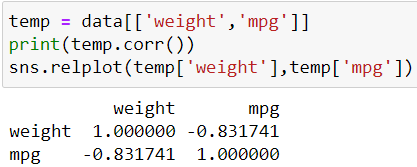 temp = data[['weight','mpg']]
print(temp.corr())
sns.relplot(temp['weight'],temp['mpg'])
weight mpg
weight 1.000000 -0.831741
mpg -0.831741 1.000000